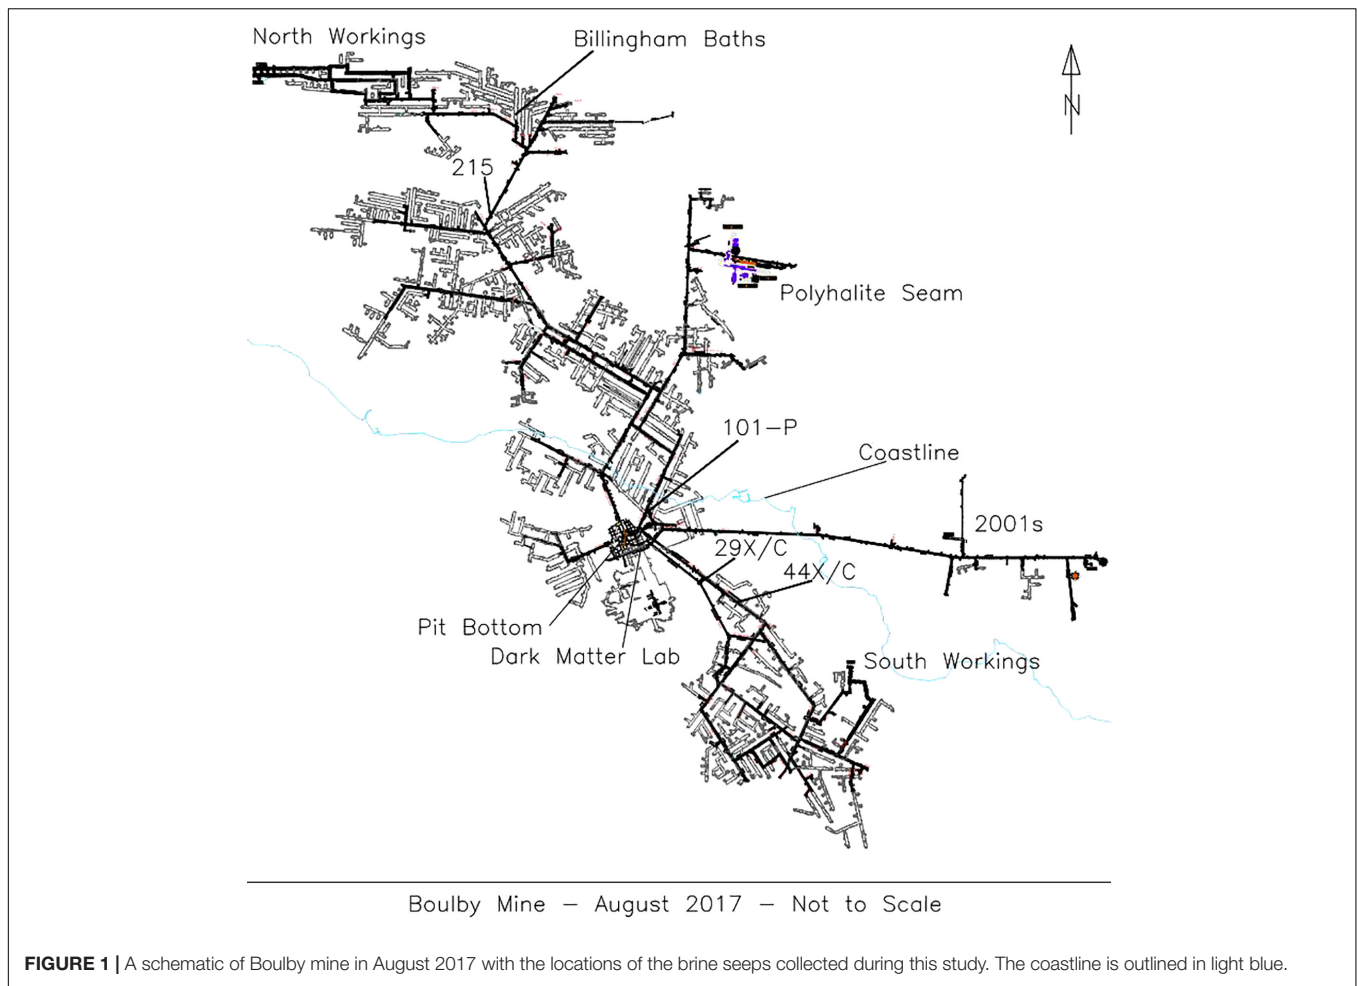 North Workings
Billingham Baths
N
215
Polyhalite Seam
101-P
Coastline
2001s
29X/C
44X/C
Pit Bottom
Dark Matter Lab
South Workings
Boulby Mine - August 2017 - Not to Scale
FIGURE 1 | A schematic of Boulby mine in August 2017 with the locations of the brine seeps collected during this study. The coastline is outlined in light blue.